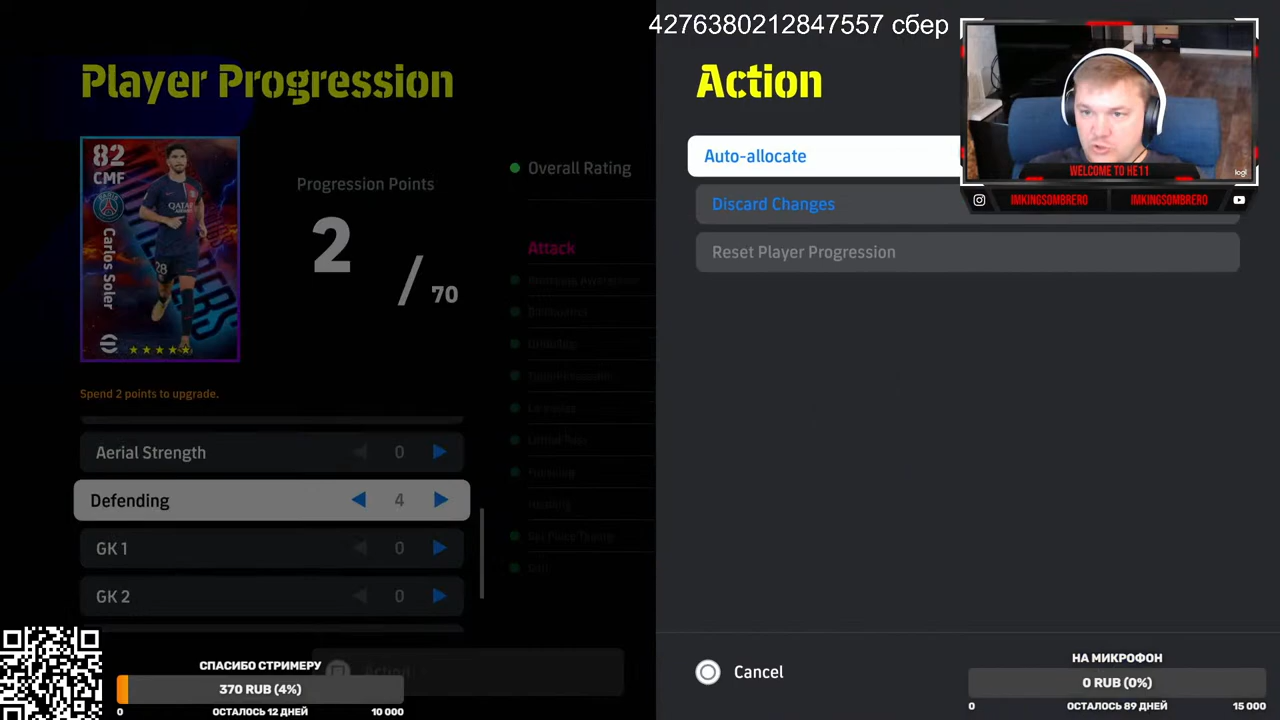 4276380212847557 сбер
Player Progression
Action
82
CMF
Carlos Soler
Progression Points
2 / 70
Overall Rating
Attack
Auto-allocate
Discard Changes
Reset Player Progression
WELCOME TO HE11
logi
IMKINGSOMBRERO
IMKINGSOMBRERO
Spend 2 points to upgrade.
Aerial Strength 0
Defending 4
GK 1 0
GK 2 0
Action
Cancel
СПАСИБО СТРИМЕРУ
370 RUB (4%)
0 ОСТАЛОСЬ 12 ДНЕЙ 10 000
НА МИКРОФОН
0 RUB (0%)
0 ОСТАЛОСЬ 89 ДНЕЙ 15 000